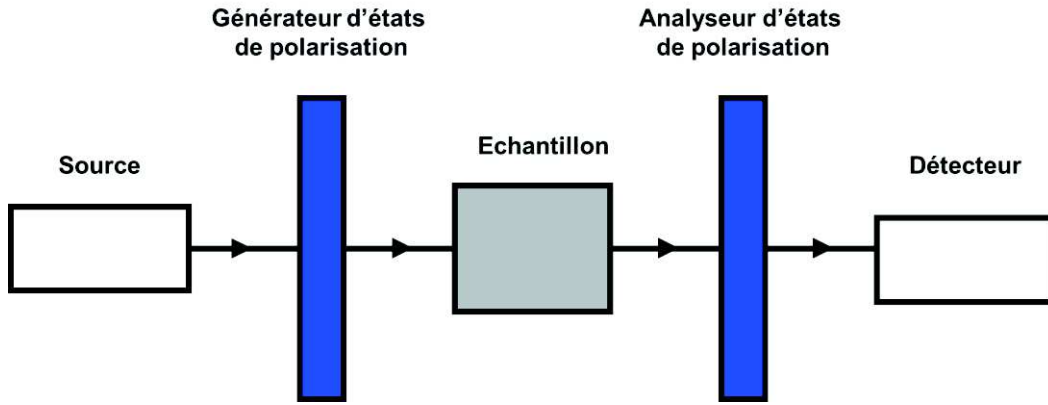 Générateur d’états
de polarisation
Analyseur d’états
de polarisation
Source
Echantillon
Détecteur